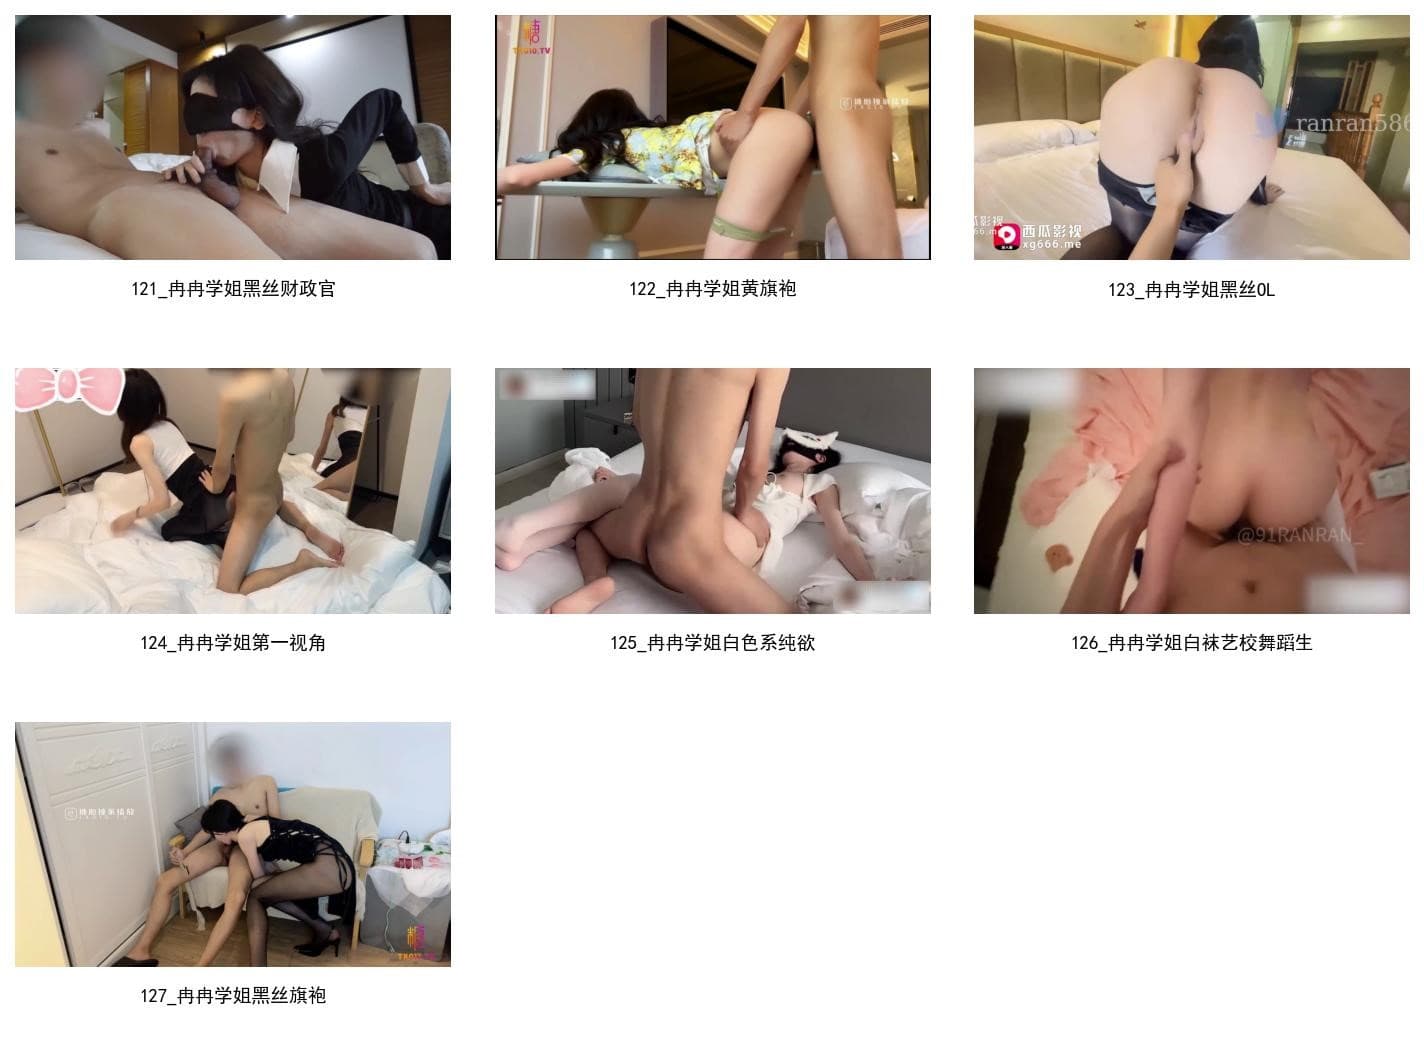 TXOIO.TV
ranran586
西瓜影视
xg666.me
121_冉冉学姐黑丝财政官
122_冉冉学姐黄旗袍
123_冉冉学姐黑丝OL
124_冉冉学姐第一视角
125_冉冉学姐白色系纯欲
@91RANRAN_
126_冉冉学姐白袜艺校舞蹈生
127_冉冉学姐黑丝旗袍